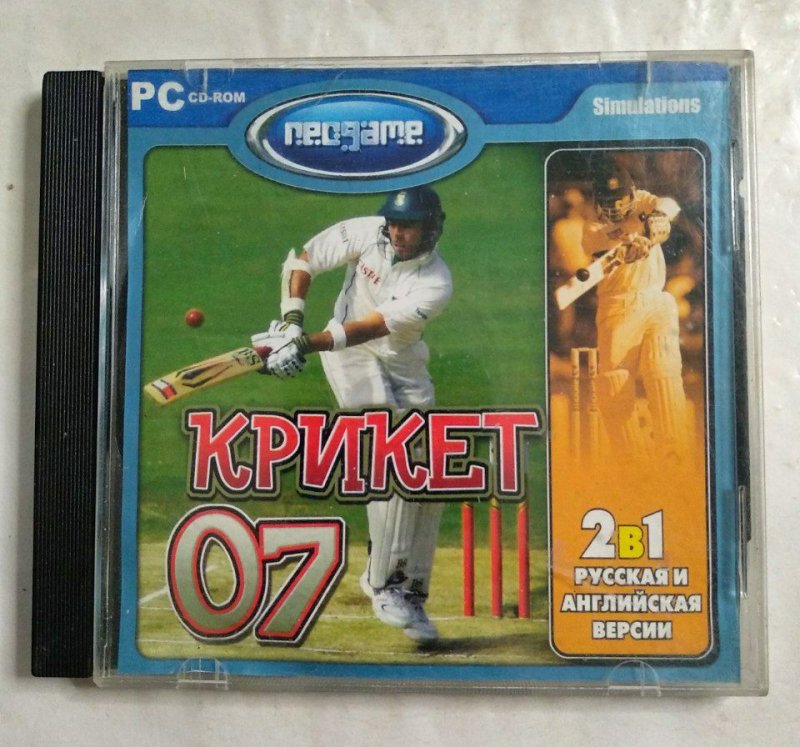 PC CD-ROM
neogame
Simulations
КРИКЕТ
07
2в1
РУССКАЯ И
АНГЛИЙСКАЯ
ВЕРСИИ